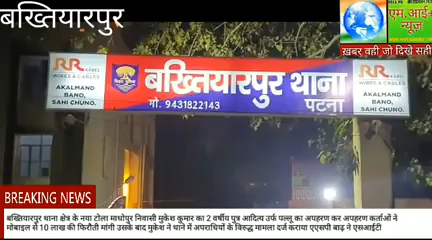 बख्तियारपुर
एम.आई-
न्यूज
ख़बर वही जो दिखे सही
RR KABEL
WIRES & CABLES
AKALMAND
BANO,
SAHI CHUNO.
बख्तियारपुर थाना
मो. 9431822143
पटना
RR KABEL
WIRES & CABLES
AKALMAND
BANO,
SAHI CHUNO.
BREAKING NEWS
बख्तियारपुर थाना क्षेत्र के नया टोला माधोपुर निवासी मुकेश कुमार का 2 वर्षीय पुत्र आदित्य उर्फ पल्लू का अपहरण कर अपहरण कर्ताओं ने
मोबाइल से 10 लाख की फिरौती मांगी उसके बाद मुकेश ने थाने में अपराधियों के विरुद्ध मामला दर्ज कराया एएसपी बाढ़ ने एसआईटी